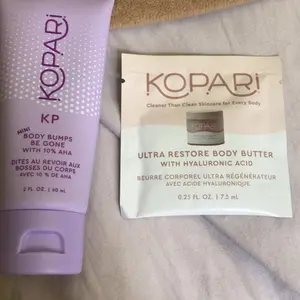 KOPARI
KP
MINI
BODY BUMPS
BE GONE
WITH 10% AHA
DITES AU REVOIR AUX
BOSSES DU CORPS
AVEC 10 % DE AHA
2 FL. OZ. | 60 mL
KOPARI
Cleaner Than Clean Skincare for Every Body
ULTRA RESTORE BODY BUTTER
WITH HYALURONIC ACID
BEURRE CORPOREL ULTRA RÉGÉNÉRATEUR
AVEC ACIDE HYALURONIQUE
0.25 FL. OZ. | 7.5 mL